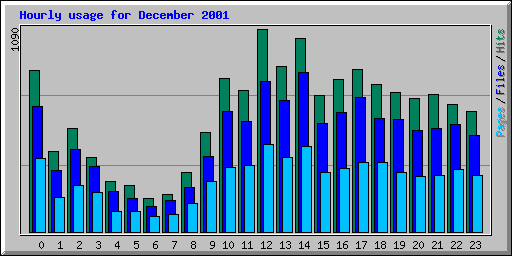 Hourly usage for December 2001
1090
Pages/Files/Hits
0 1 2 3 4 5 6 7 8 9 10 11 12 13 14 15 16 17 18 19 20 21 22 23